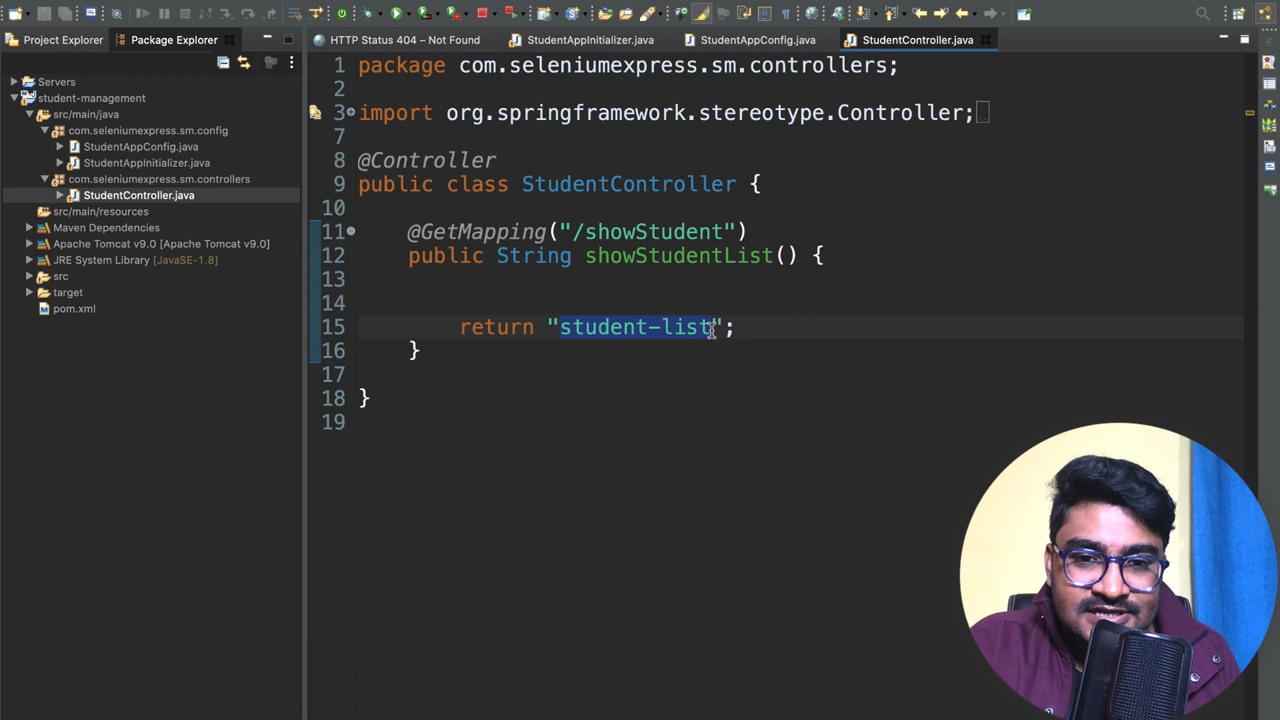 Project Explorer
Package Explorer
HTTP Status 404 – Not Found
StudentAppInitializer.java
StudentAppConfig.java
StudentController.java
Servers
student-management
src/main/java
com.seleniumexpress.sm.config
StudentAppConfig.java
StudentAppInitializer.java
com.seleniumexpress.sm.controllers
StudentController.java
src/main/resources
Maven Dependencies
Apache Tomcat v9.0 [Apache Tomcat v9.0]
JRE System Library [JavaSE-1.8]
src
target
pom.xml
1 package com.seleniumexpress.sm.controllers;
2
3 import org.springframework.stereotype.Controller;
7
8 @Controller
9 public class StudentController {
10
11 @GetMapping("/showStudent")
12 public String showStudentList() {
13
14
15 return "student-list";
16 }
17
18 }
19